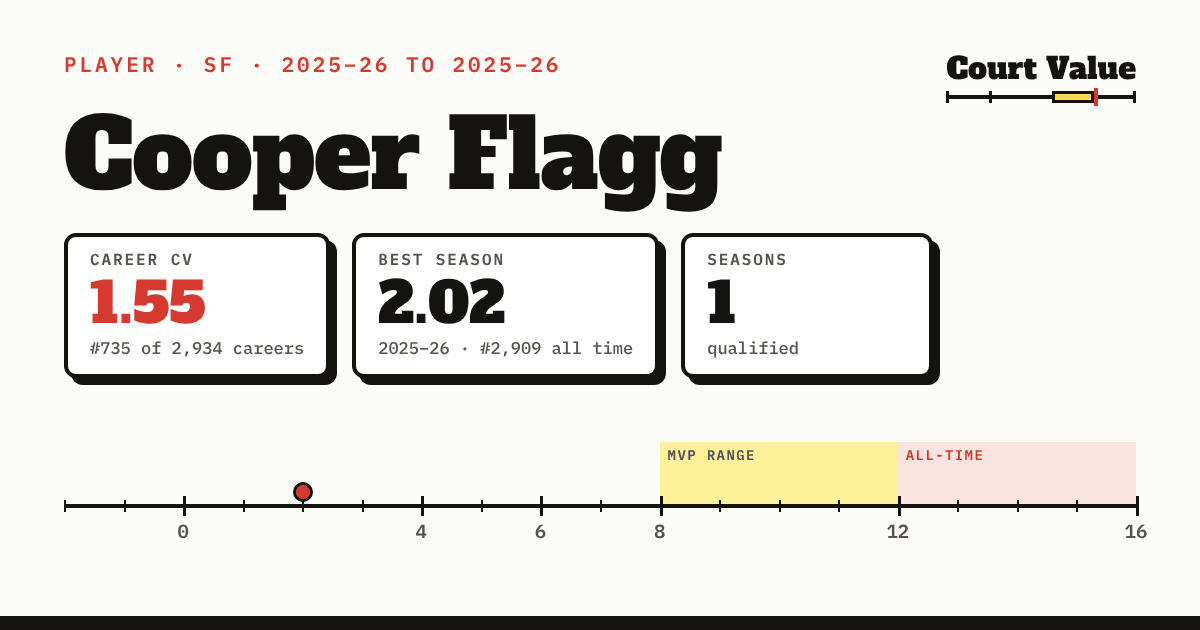 PLAYER · SF · 2025–26 TO 2025–26
Court Value
Cooper Flagg
CAREER CV
1.55
#735 of 2,934 careers
BEST SEASON
2.02
2025–26 · #2,909 all time
SEASONS
1
qualified
MVP RANGE
ALL-TIME
0 4 6 8 12 16